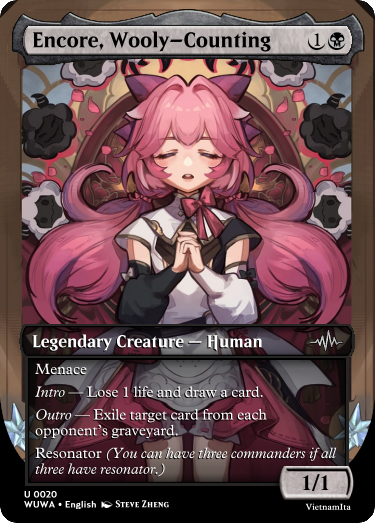 Encore, Wooly–Counting 1
Legendary Creature — Human
Menace
Intro — Lose 1 life and draw a card.
Outro — Exile target card from each
opponent's graveyard.
Resonator (You can have three commanders if all
three have resonator.)
1/1
U 0020
WUWA • English Steve Zheng
VietnamIta